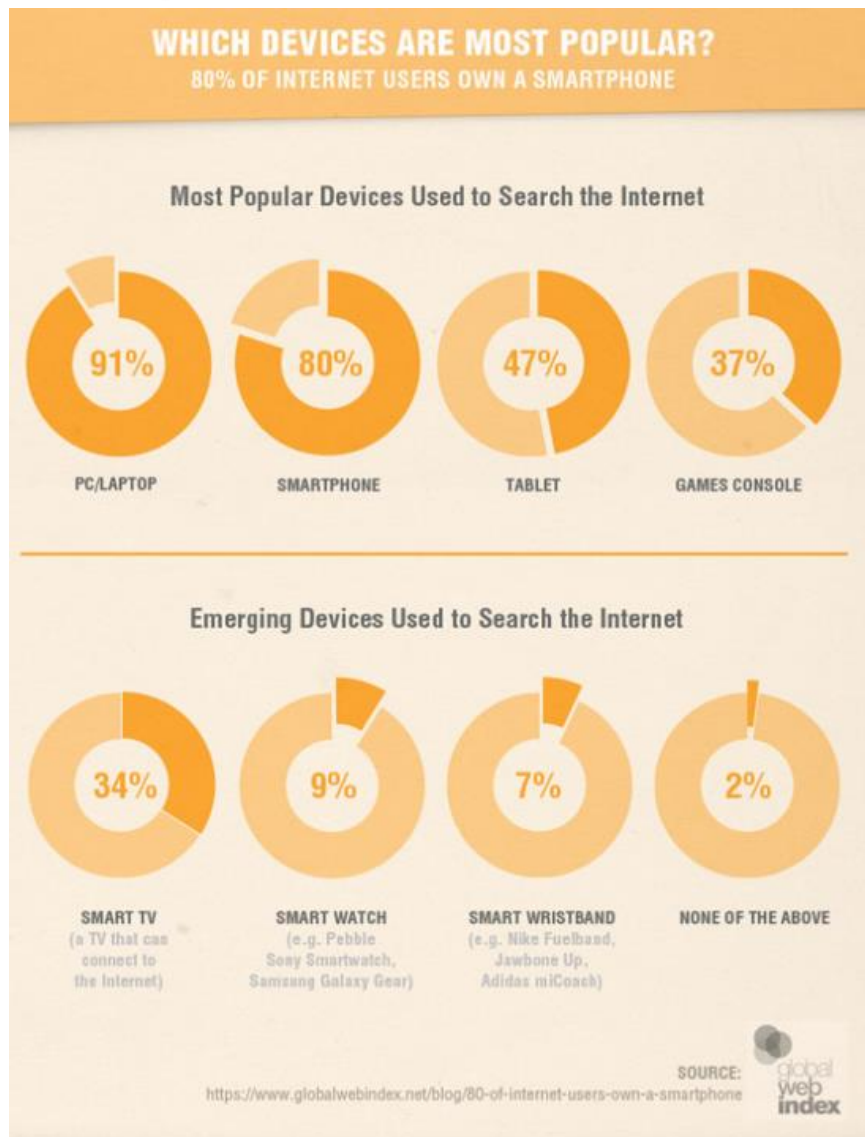 WHICH DEVICES ARE MOST POPULAR?
80% OF INTERNET USERS OWN A SMARTPHONE
Most Popular Devices Used to Search the Internet
91%
80%
47%
37%
PC/LAPTOP
SMARTPHONE
TABLET
GAMES CONSOLE
Emerging Devices Used to Search the Internet
34%
9%
7%
2%
SMART TV
(a TV that can
connect to
the Internet)
SMART WATCH
(e.g. Pebble
Sony Smartwatch,
Samsung Galaxy Gear)
SMART WRISTBAND
(e.g. Nike Fuelband,
Jawbone Up,
Adidas miCoach)
NONE OF THE ABOVE
SOURCE:
https://www.globalwebindex.net/blog/80-of-internet-users-own-a-smartphone
global
web
index